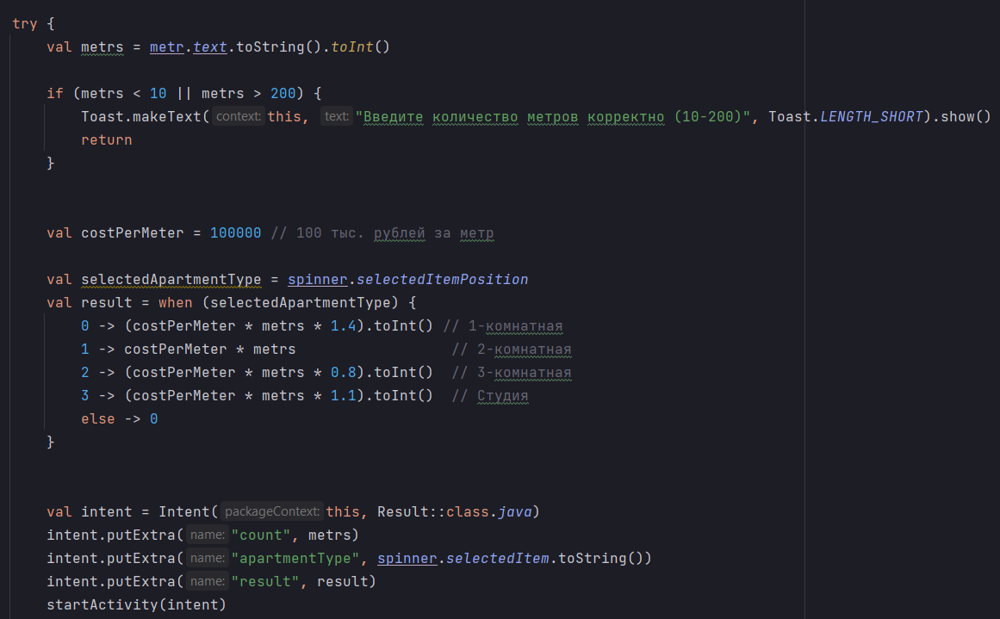 try {
val metrs = metr.text.toString().toInt()
if (metrs < 10 || metrs > 200) {
Toast.makeText( context: this, text: "Введите количество метров корректно (10-200)", Toast.LENGTH_SHORT).show()
return
}
val costPerMeter = 100000 // 100 тыс. рублей за метр
val selectedApartmentType = spinner.selectedItemPosition
val result = when (selectedApartmentType) {
0 -> (costPerMeter * metrs * 1.4).toInt() // 1-комнатная
1 -> costPerMeter * metrs // 2-комнатная
2 -> (costPerMeter * metrs * 0.8).toInt() // 3-комнатная
3 -> (costPerMeter * metrs * 1.1).toInt() // Студия
else -> 0
}
val intent = Intent( packageContext: this, Result::class.java)
intent.putExtra( name: "count", metrs)
intent.putExtra( name: "apartmentType", spinner.selectedItem.toString())
intent.putExtra( name: "result", result)
startActivity(intent)